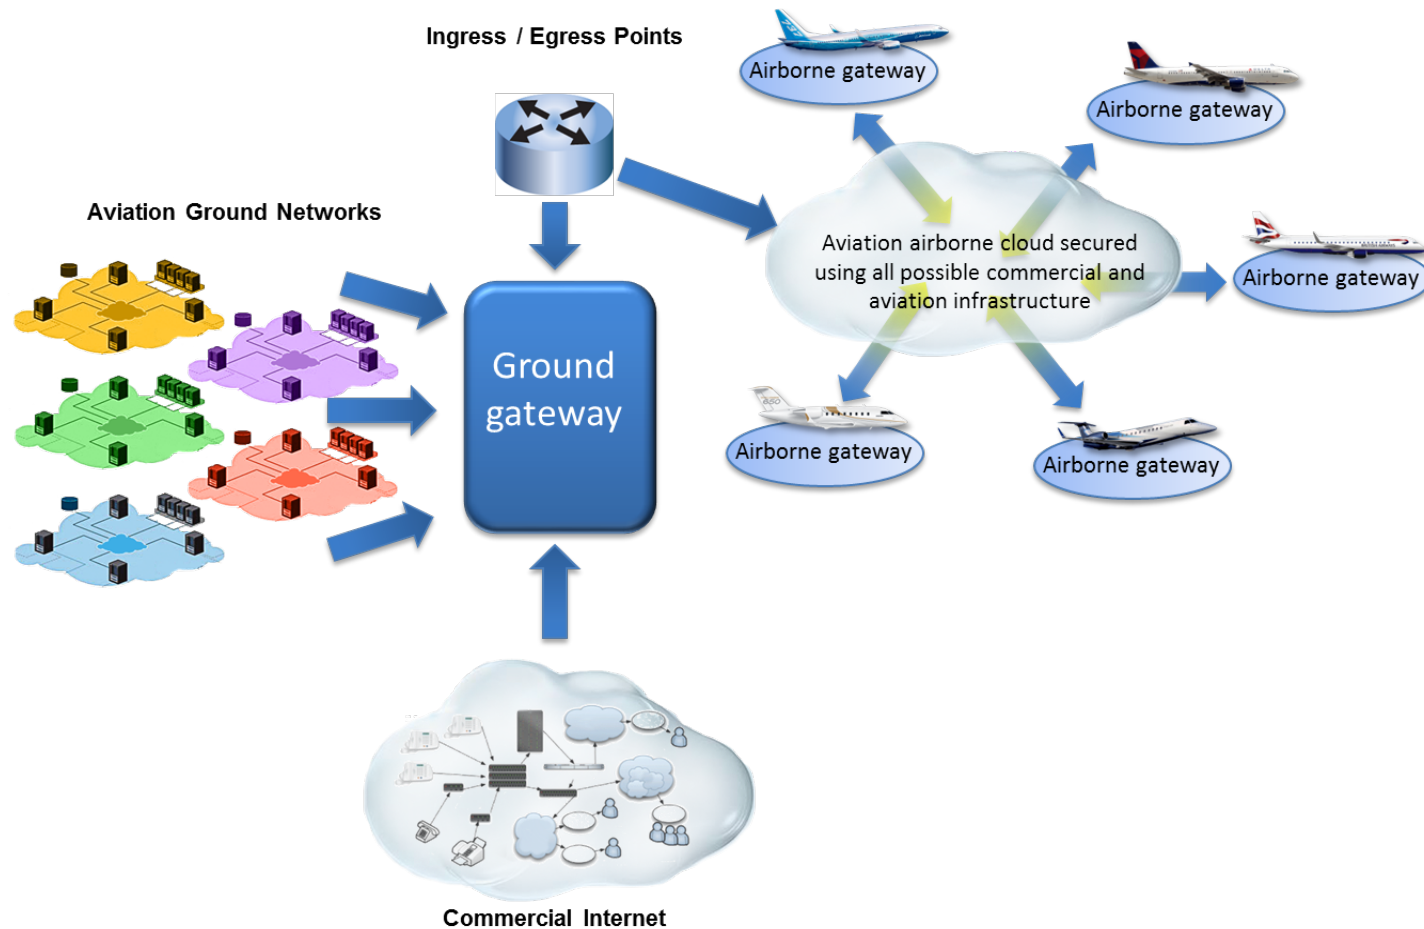 Ingress / Egress Points
Airborne gateway
Airborne gateway
Aviation Ground Networks
Aviation airborne cloud secured
using all possible commercial and
aviation infrastructure
Airborne gateway
Ground
gateway
Airborne gateway
Airborne gateway
Commercial Internet